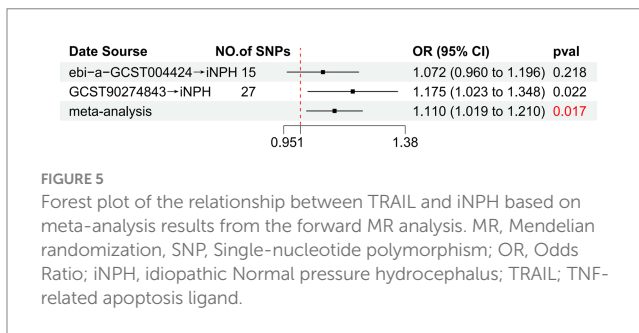 Date Sourse NO.of SNPs OR (95% CI) pval
ebi−a−GCST004424→iNPH 15 1.072 (0.960 to 1.196) 0.218
GCST90274843→iNPH 27 1.175 (1.023 to 1.348) 0.022
meta−analysis 1.110 (1.019 to 1.210) 0.017
0.951 1.38
FIGURE 5
Forest plot of the relationship between TRAIL and iNPH based on
meta-analysis results from the forward MR analysis. MR, Mendelian
randomization, SNP, Single-nucleotide polymorphism; OR, Odds
Ratio; iNPH, idiopathic Normal pressure hydrocephalus; TRAIL; TNF-
related apoptosis ligand.